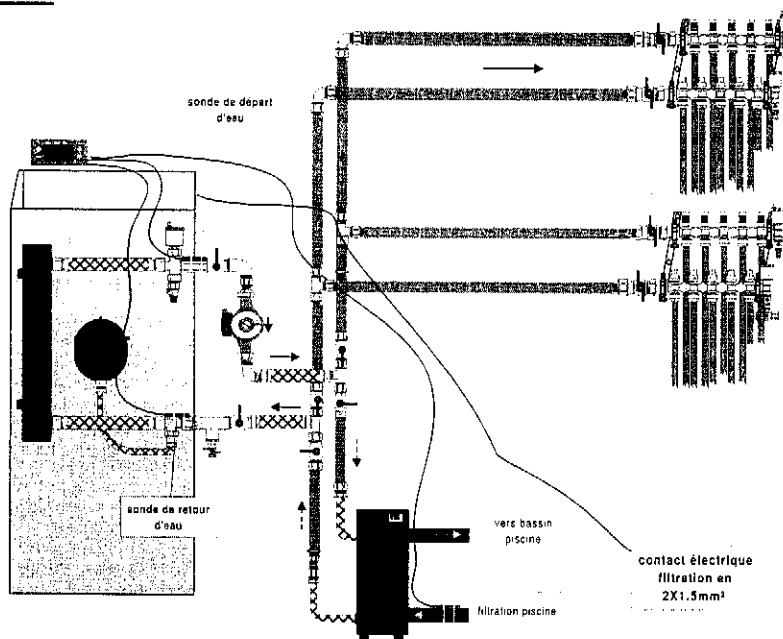 sonde de départ
d'eau
sonde de retour
d'eau
vers bassin
piscine
filtration piscine
contact électrique
filtration en
2X1.5mm²